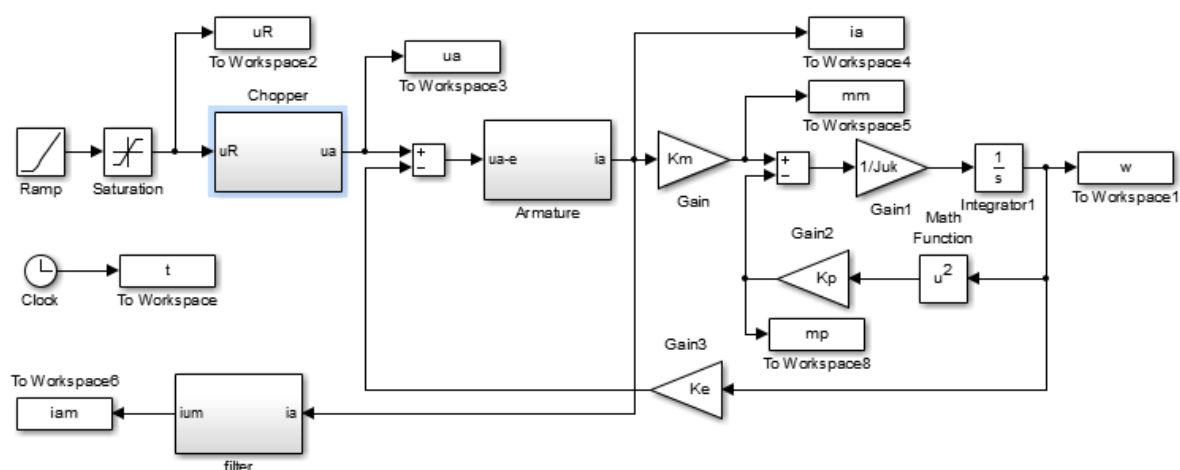 uR
To Workspace2
ua
To Workspace3
ia
To Workspace4
mm
To Workspace5
Chopper
Ramp
Saturation
uR
ua
+
−
ua-e
ia
Armature
Km
Gain
+
−
1/Juk
Gain1
1
s
Integrator1
w
To Workspace1
Clock
t
To Workspace
Math
Function
u2
Gain2
Kp
mp
To Workspace8
Gain3
Ke
To Workspace6
iam
ium
ia
filter